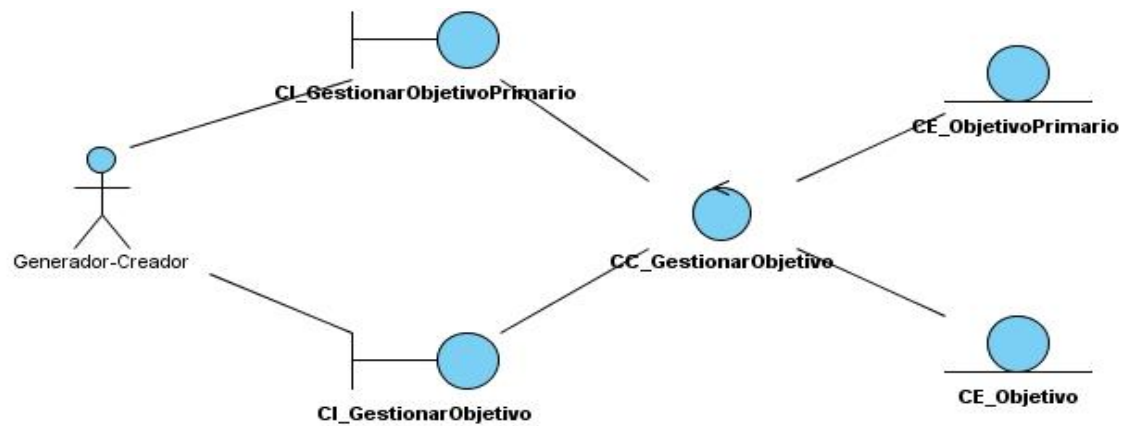 CI_GestionarObjetivoPrimario
CE_ObjetivoPrimario
Generador-Creador
CC_GestionarObjetivo
CI_GestionarObjetivo
CE_Objetivo